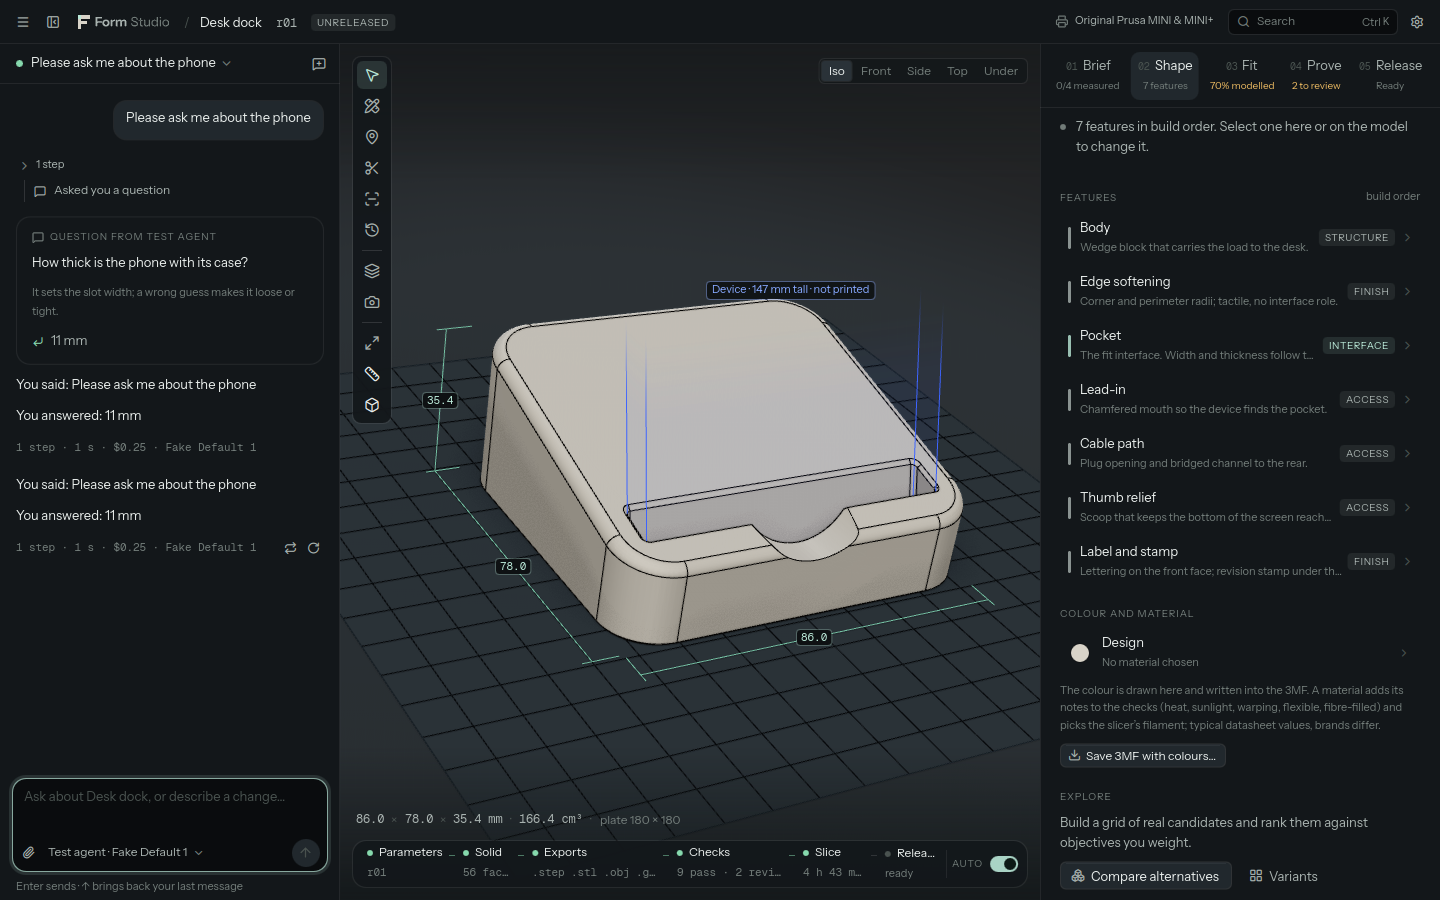 Form Studio / Desk dock r01 UNRELEASED
Original Prusa MINI & MINI+
Search Ctrl K
Please ask me about the phone
Please ask me about the phone
1 step
Asked you a question
QUESTION FROM TEST AGENT
How thick is the phone with its case?
It sets the slot width; a wrong guess makes it loose or
tight.
11 mm
You said: Please ask me about the phone
You answered: 11 mm
1 step · 1 s · $0.25 · Fake Default 1
You said: Please ask me about the phone
You answered: 11 mm
1 step · 1 s · $0.25 · Fake Default 1
Ask about Desk dock, or describe a change...
Test agent · Fake Default 1
Enter sends · ↑ brings back your last message
Iso Front Side Top Under
Device · 147 mm tall · not printed
35.4
78.0
86.0
86.0 × 78.0 × 35.4 mm · 166.4 cm³ · plate 180 × 180
Parameters
r01
Solid
56 fac…
Exports
.step .stl .obj .g…
Checks
9 pass · 2 revi…
Slice
4 h 43 m…
Relea…
ready
AUTO
01 Brief
0/4 measured
02 Shape
7 features
03 Fit
70% modelled
04 Prove
2 to review
05 Release
Ready
7 features in build order. Select one here or on the model
to change it.
FEATURES build order
Body
Wedge block that carries the load to the desk.
STRUCTURE
Edge softening
Corner and perimeter radii; tactile, no interface role.
FINISH
Pocket
The fit interface. Width and thickness follow t…
INTERFACE
Lead-in
Chamfered mouth so the device finds the pocket.
ACCESS
Cable path
Plug opening and bridged channel to the rear.
ACCESS
Thumb relief
Scoop that keeps the bottom of the screen reach…
ACCESS
Label and stamp
Lettering on the front face; revision stamp under th…
FINISH
COLOUR AND MATERIAL
Design
No material chosen
The colour is drawn here and written into the 3MF. A material adds its
notes to the checks (heat, sunlight, warping, flexible, fibre-filled) and
picks the slicer's filament; typical datasheet values, brands differ.
Save 3MF with colours…
EXPLORE
Build a grid of real candidates and rank them against
objectives you weight.
Compare alternatives
Variants